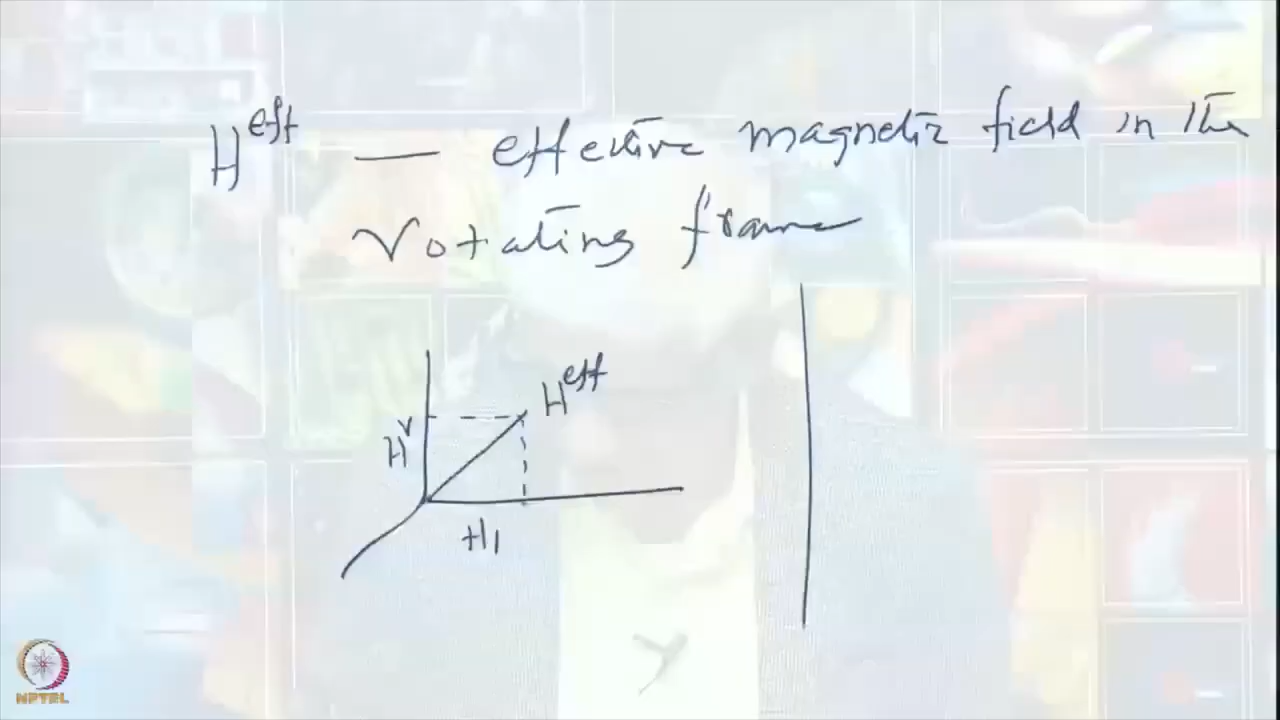 H^eff — effective magnetic field in the
rotating frame
H^eff
H^r
H1
NPTEL